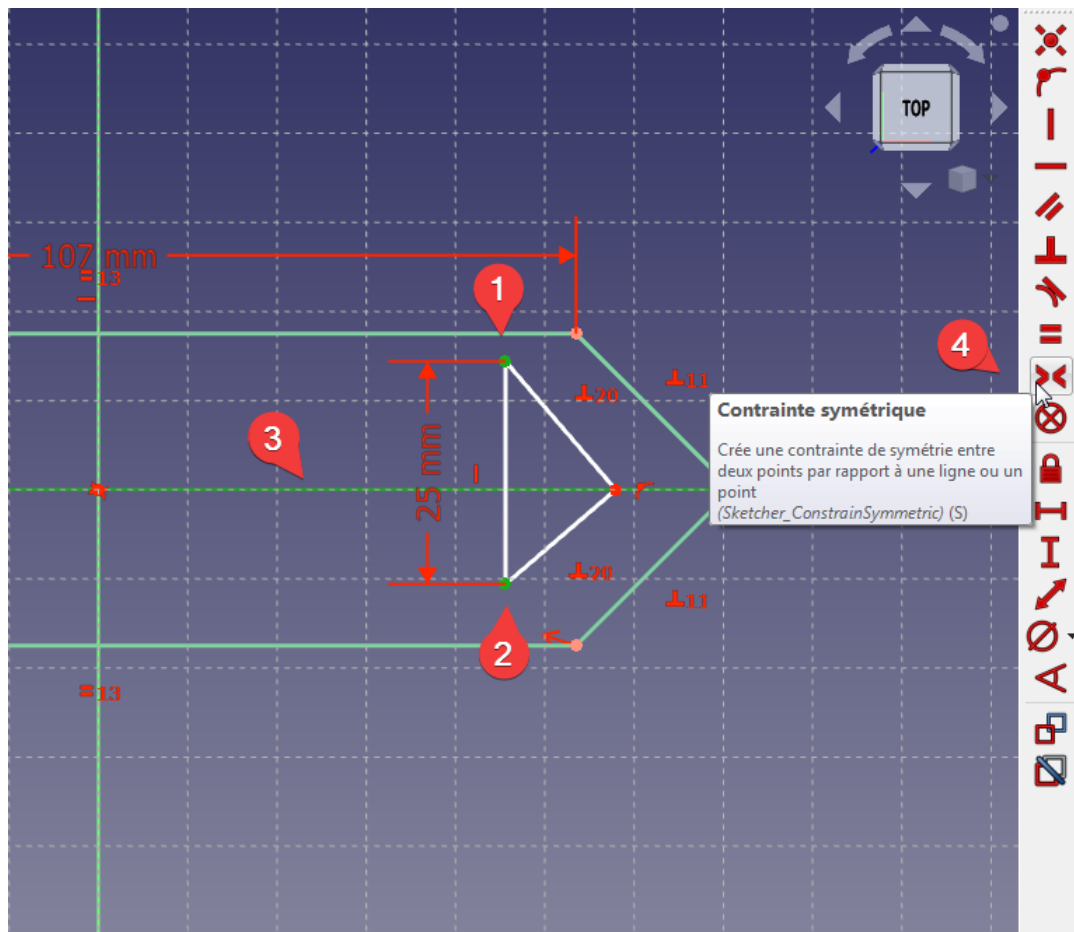 TOP
107 mm
=13
1
4
⊥11
⊥20
Contrainte symétrique
Crée une contrainte de symétrie entre
deux points par rapport à une ligne ou un
point
(Sketcher_ConstrainSymmetric) (S)
3
25 mm
⊥20
⊥11
2
=13